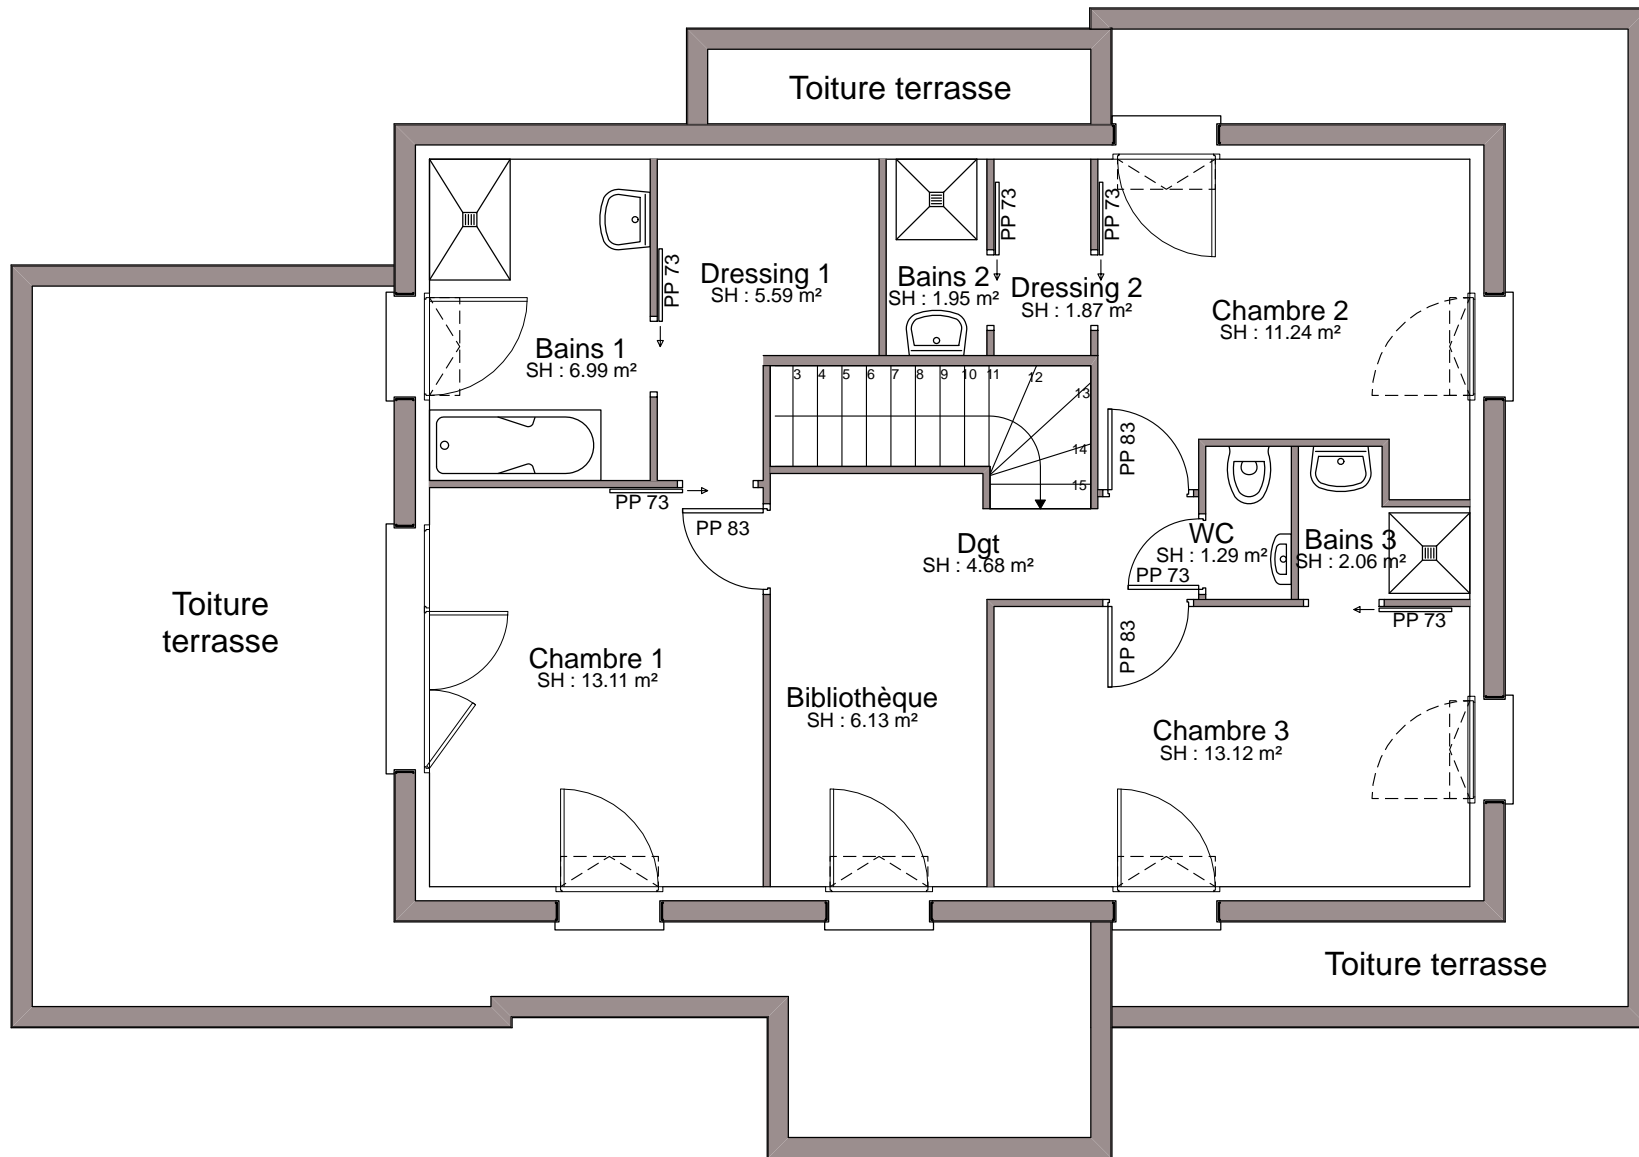 Toiture terrasse
PP 73
PP 73
PP 73
Dressing 1
SH : 5.59 m²
Bains 2
SH : 1.95 m²
Dressing 2
SH : 1.87 m²
Chambre 2
SH : 11.24 m²
Bains 1
SH : 6.99 m²
3 4 5 6 7 8 9 10 11 12
13
14
15
PP 83
PP 73
PP 83
Dgt
SH : 4.68 m²
WC
SH : 1.29 m²
PP 73
Bains 3
SH : 2.06 m²
PP 73
PP 83
Toiture
terrasse
Chambre 1
SH : 13.11 m²
Bibliothèque
SH : 6.13 m²
Chambre 3
SH : 13.12 m²
Toiture terrasse